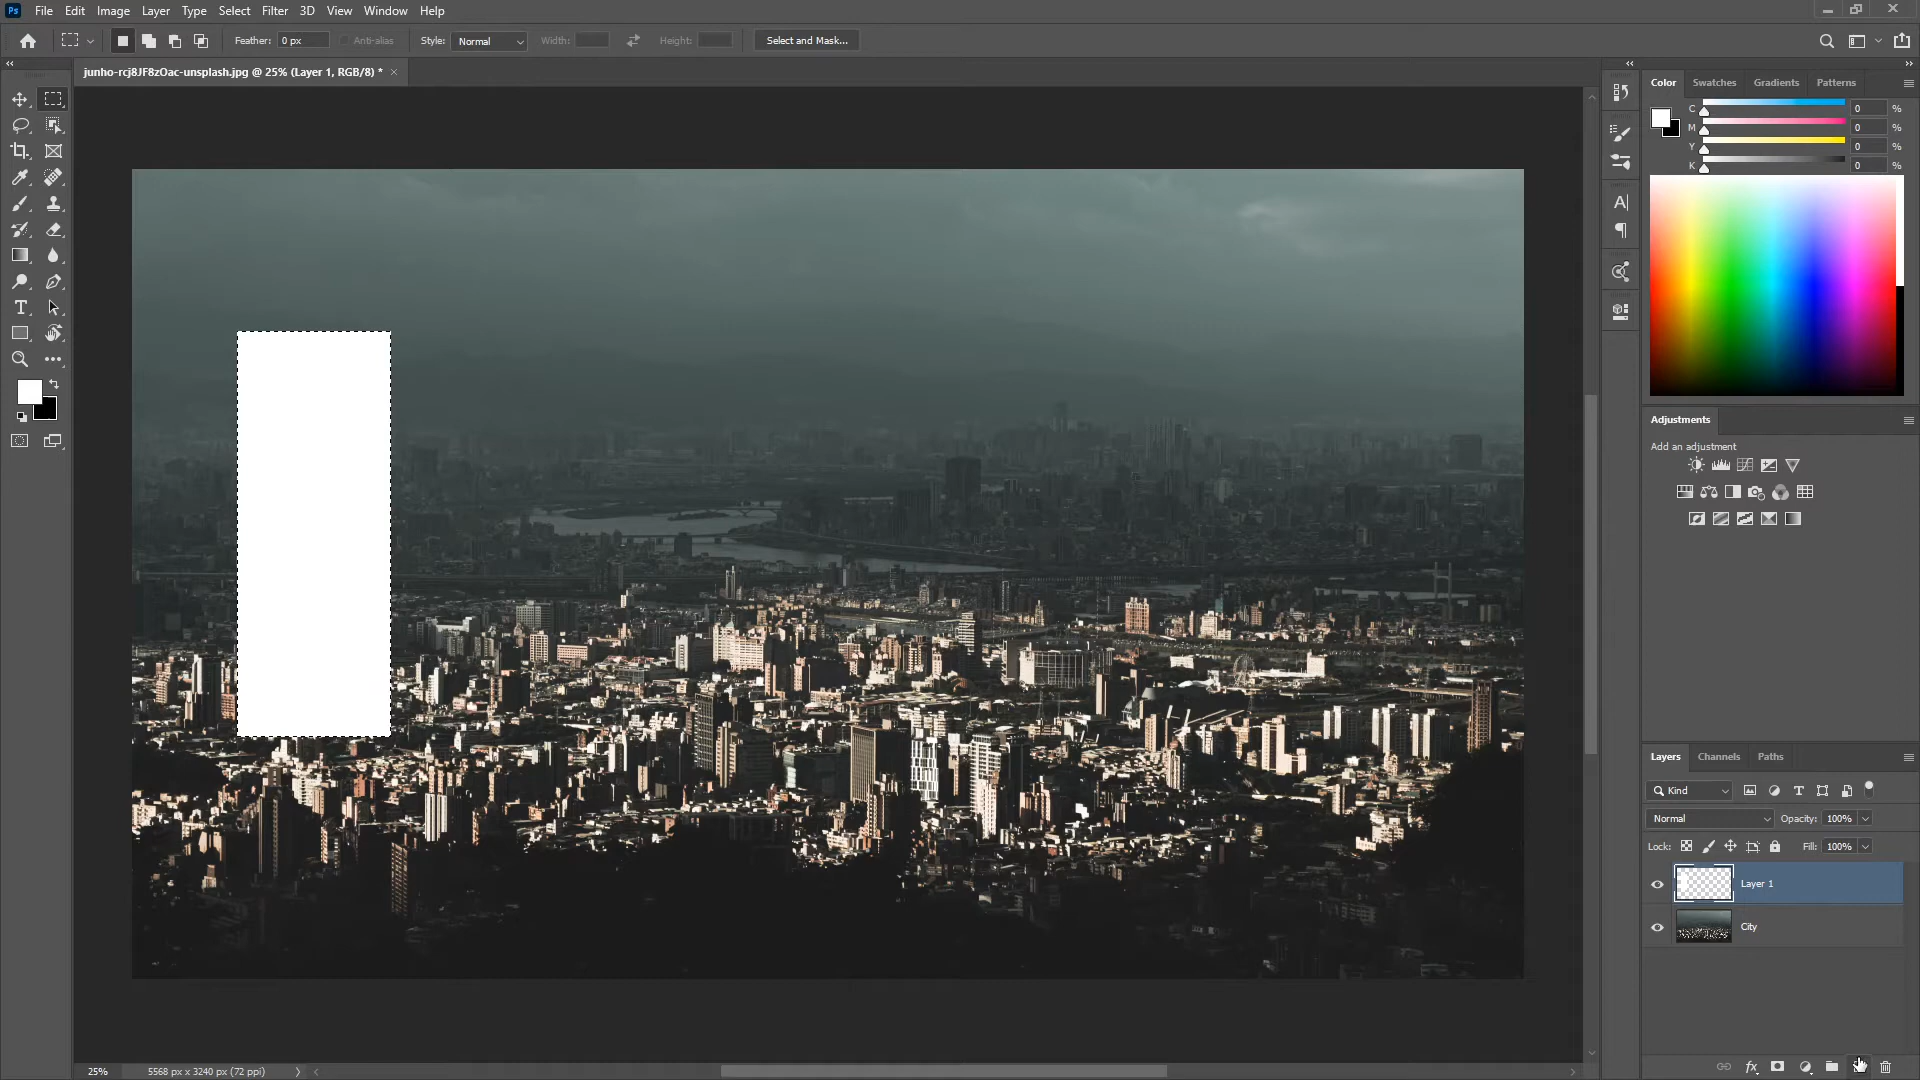 Ps File Edit Image Layer Type Select Filter 3D View Window Help
Feather: 0 px Anti-alias Style: Normal Width: Height: Select and Mask...
junho-rcj8JF8zOac-unsplash.jpg @ 25% (Layer 1, RGB/8) * ×
Color Swatches Gradients Patterns
C 0 %
M 0 %
Y 0 %
K 0 %
Adjustments
Add an adjustment
Layers Channels Paths
Kind
Normal Opacity: 100%
Lock: Fill: 100%
Layer 1
City
25% 5568 px x 3240 px (72 ppi)